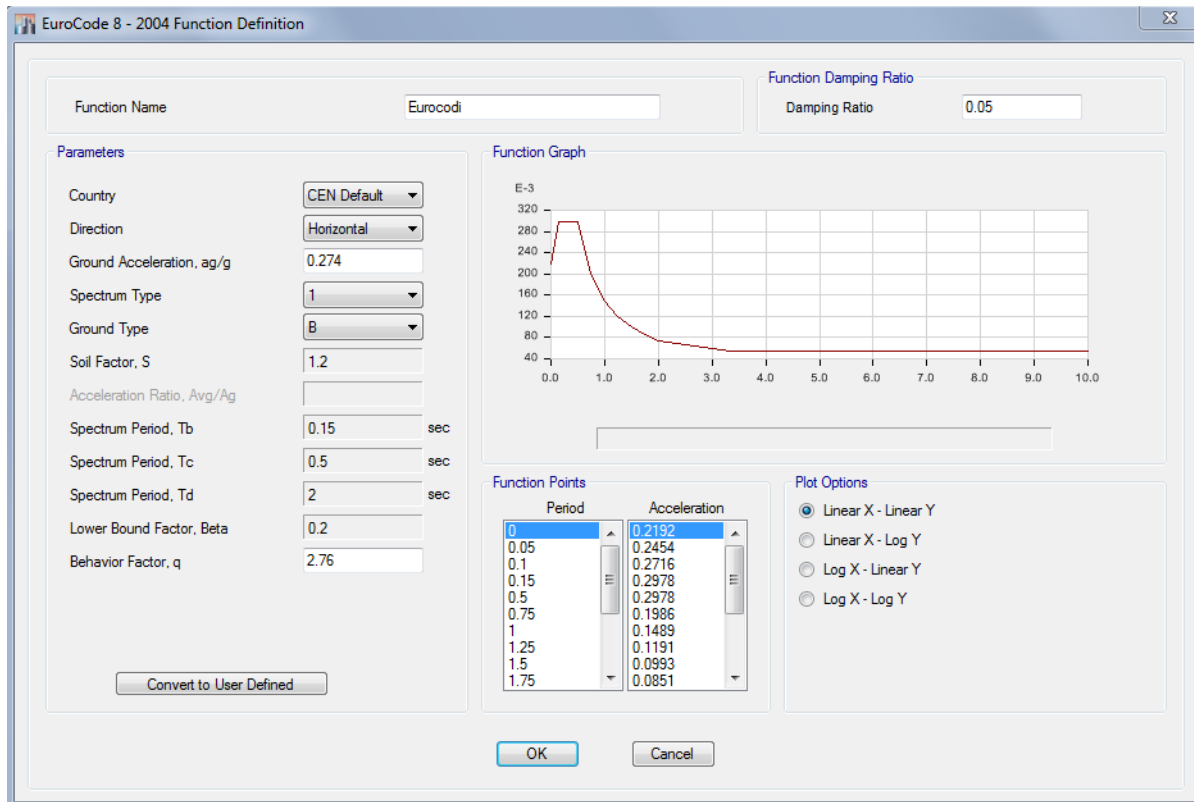 EuroCode 8 - 2004 Function Definition
Function Name
Eurocodi
Function Damping Ratio
Damping Ratio
0.05
Parameters
Country
CEN Default
Direction
Horizontal
Ground Acceleration, ag/g
0.274
Spectrum Type
1
Ground Type
B
Soil Factor, S
1.2
Acceleration Ratio, Avg/Ag
Spectrum Period, Tb
0.15
sec
Spectrum Period, Tc
0.5
sec
Spectrum Period, Td
2
sec
Lower Bound Factor, Beta
0.2
Behavior Factor, q
2.76
Convert to User Defined
Function Graph
E-3
320
280
240
200
160
120
80
40
0.0 1.0 2.0 3.0 4.0 5.0 6.0 7.0 8.0 9.0 10.0
Function Points
Period Acceleration
0 0.2192
0.05 0.2454
0.1 0.2716
0.15 0.2978
0.5 0.2978
0.75 0.1986
1 0.1489
1.25 0.1191
1.5 0.0993
1.75 0.0851
Plot Options
Linear X - Linear Y
Linear X - Log Y
Log X - Linear Y
Log X - Log Y
OK
Cancel